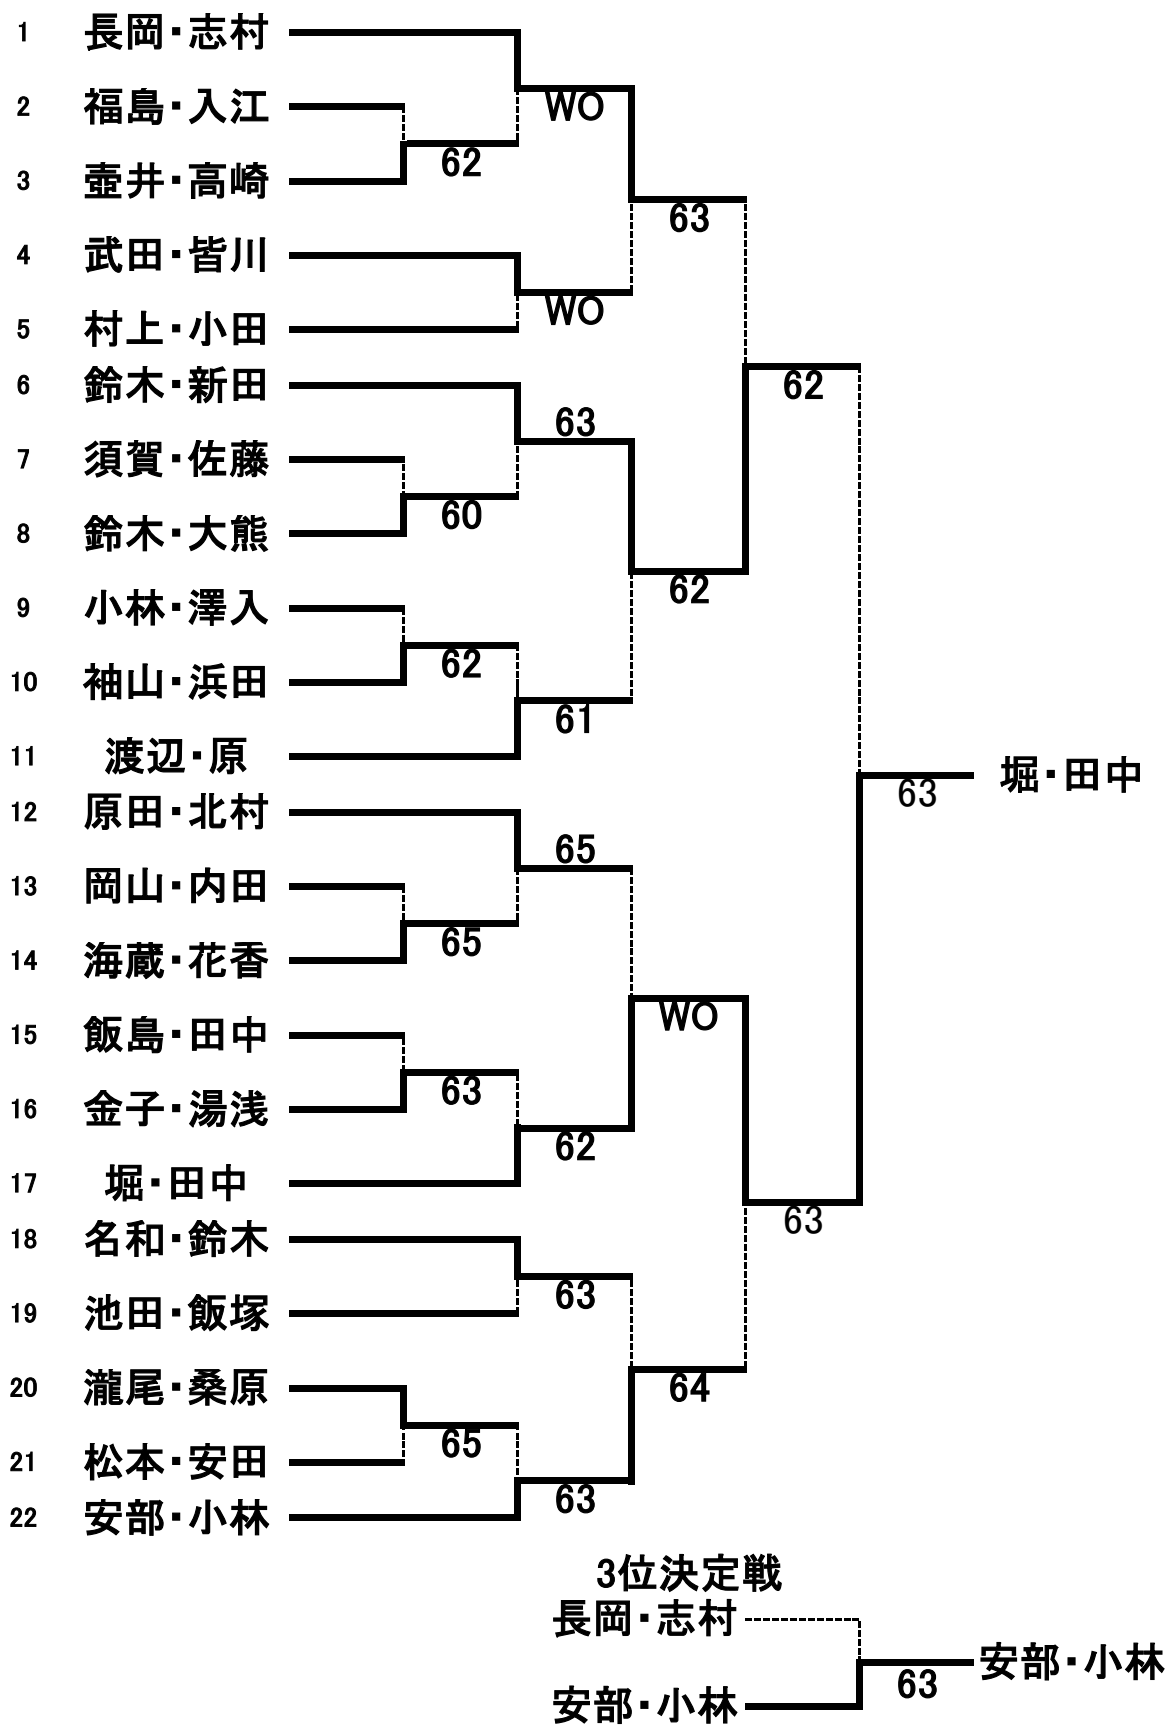 1 長岡・志村
WO
2 福島・入江
62
3 壺井・高崎
63
4 武田・皆川
WO
5 村上・小田
62
6 鈴木・新田
63
7 須賀・佐藤
60
8 鈴木・大熊
62
9 小林・澤入
62
10 袖山・浜田
61
11 渡辺・原
63 堀・田中
12 原田・北村
65
13 岡山・内田
65
14 海蔵・花香
WO
15 飯島・田中
63
16 金子・湯浅
62
17 堀・田中
63
18 名和・鈴木
63
19 池田・飯塚
64
20 瀧尾・桑原
65
21 松本・安田
63
22 安部・小林
3位決定戦
長岡・志村
63 安部・小林
安部・小林